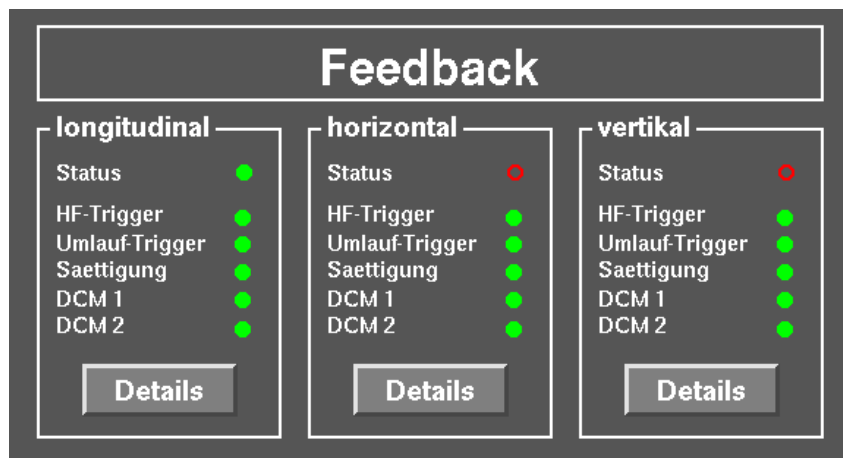 Feedback
longitudinal
Status
HF-Trigger
Umlauf-Trigger
Saettigung
DCM 1
DCM 2
Details
horizontal
Status
HF-Trigger
Umlauf-Trigger
Saettigung
DCM 1
DCM 2
Details
vertikal
Status
HF-Trigger
Umlauf-Trigger
Saettigung
DCM 1
DCM 2
Details